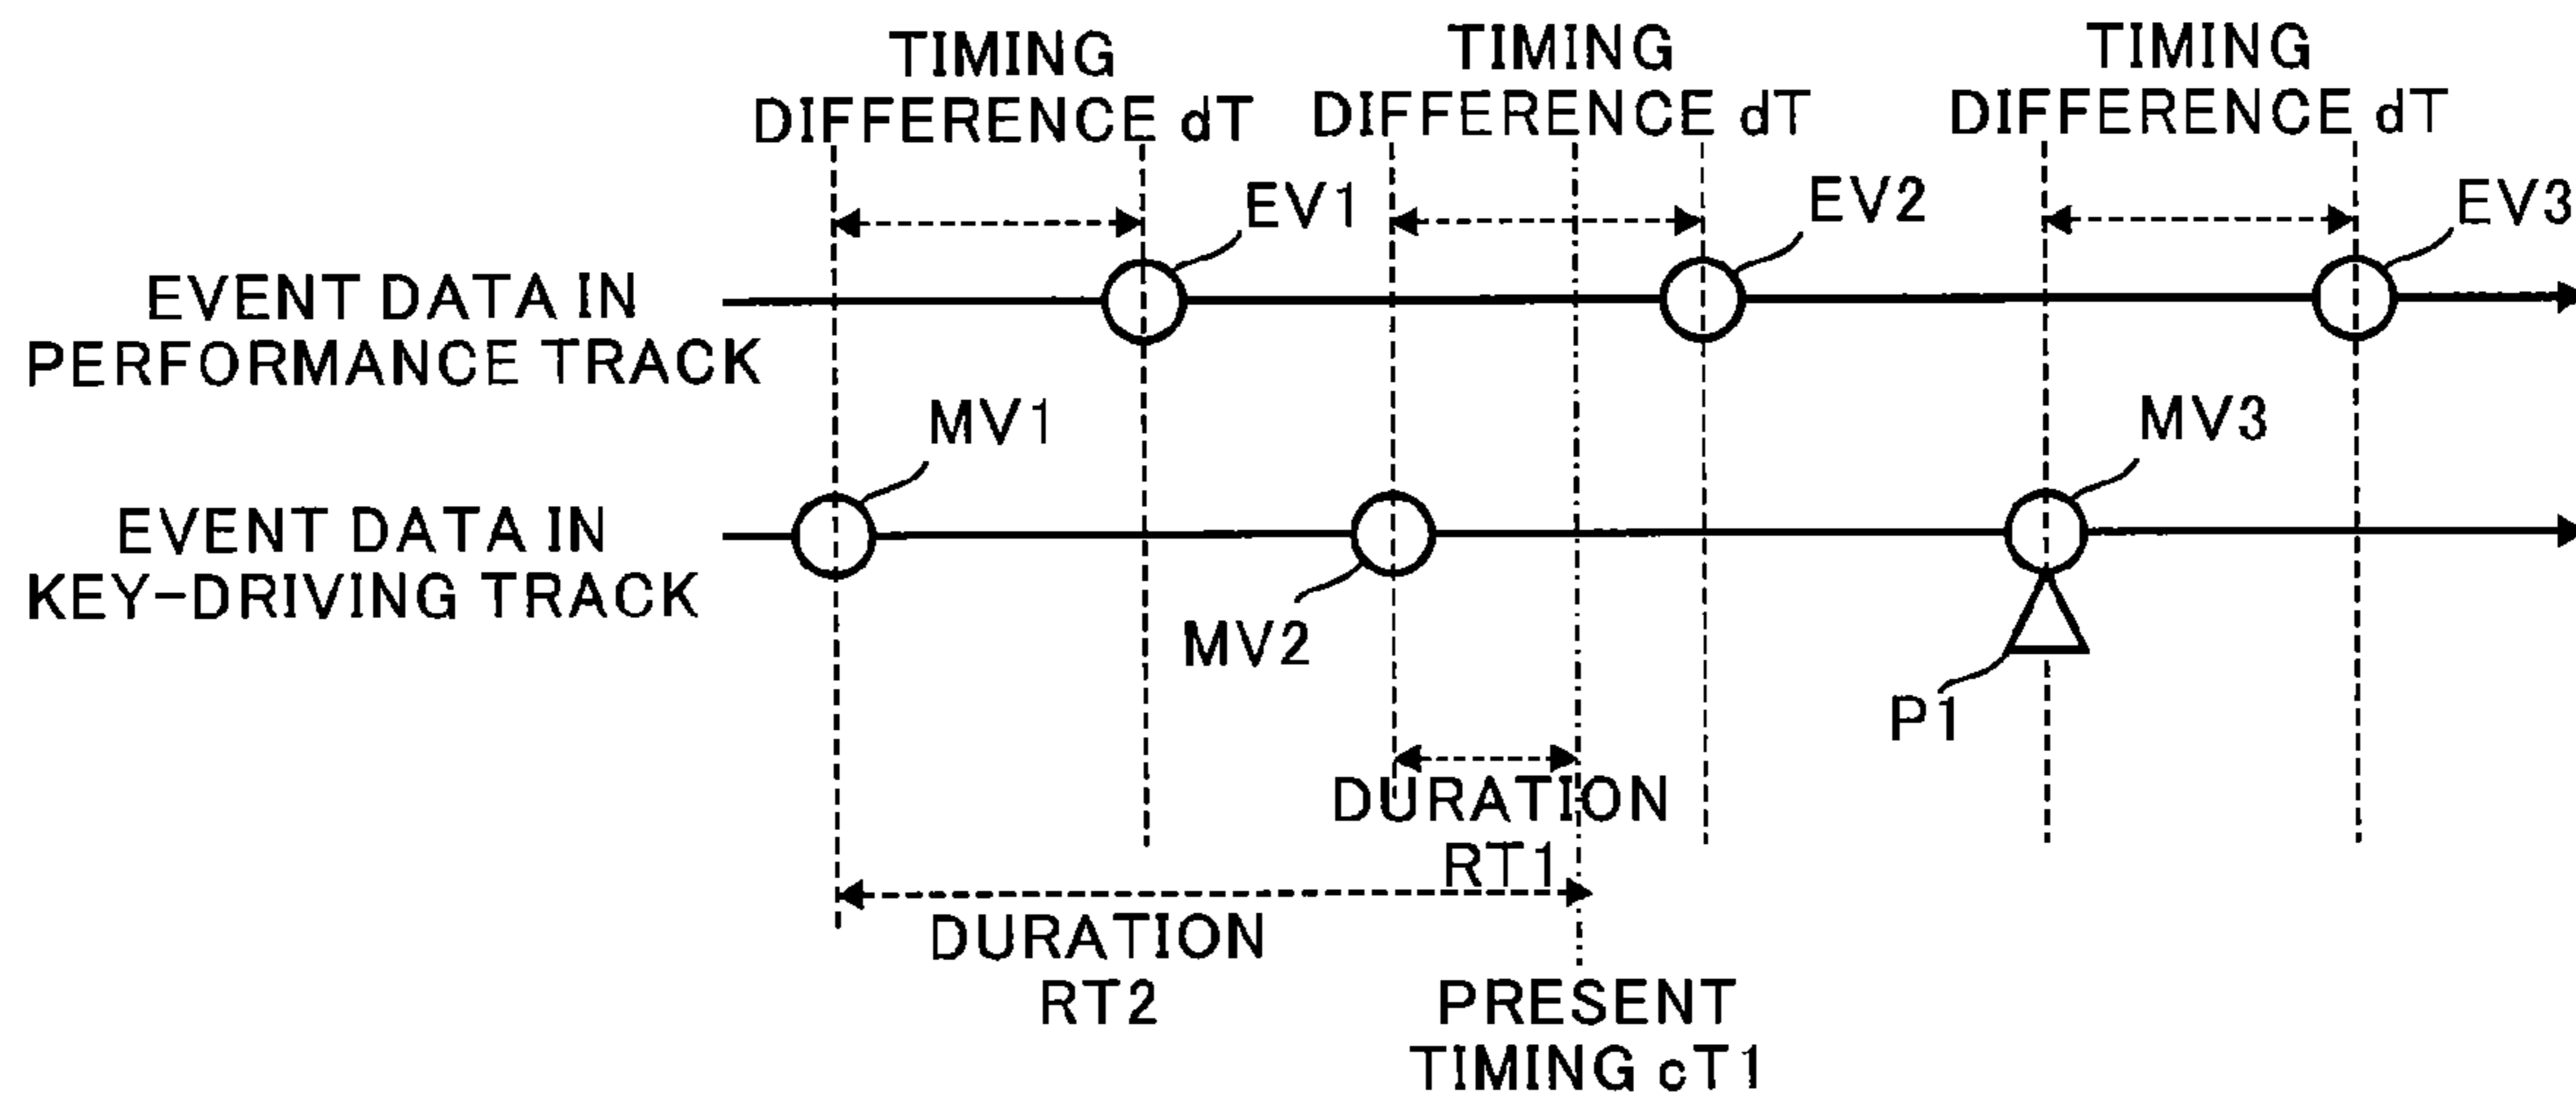 TIMING
DIFFERENCE dT
TIMING
DIFFERENCE dT
TIMING
DIFFERENCE dT
EV1
EV2
EV3
EVENT DATA IN
PERFORMANCE TRACK
MV1
MV3
EVENT DATA IN
KEY-DRIVING TRACK
MV2
P1
DURATION
RT1
DURATION
RT2
PRESENT
TIMING cT1